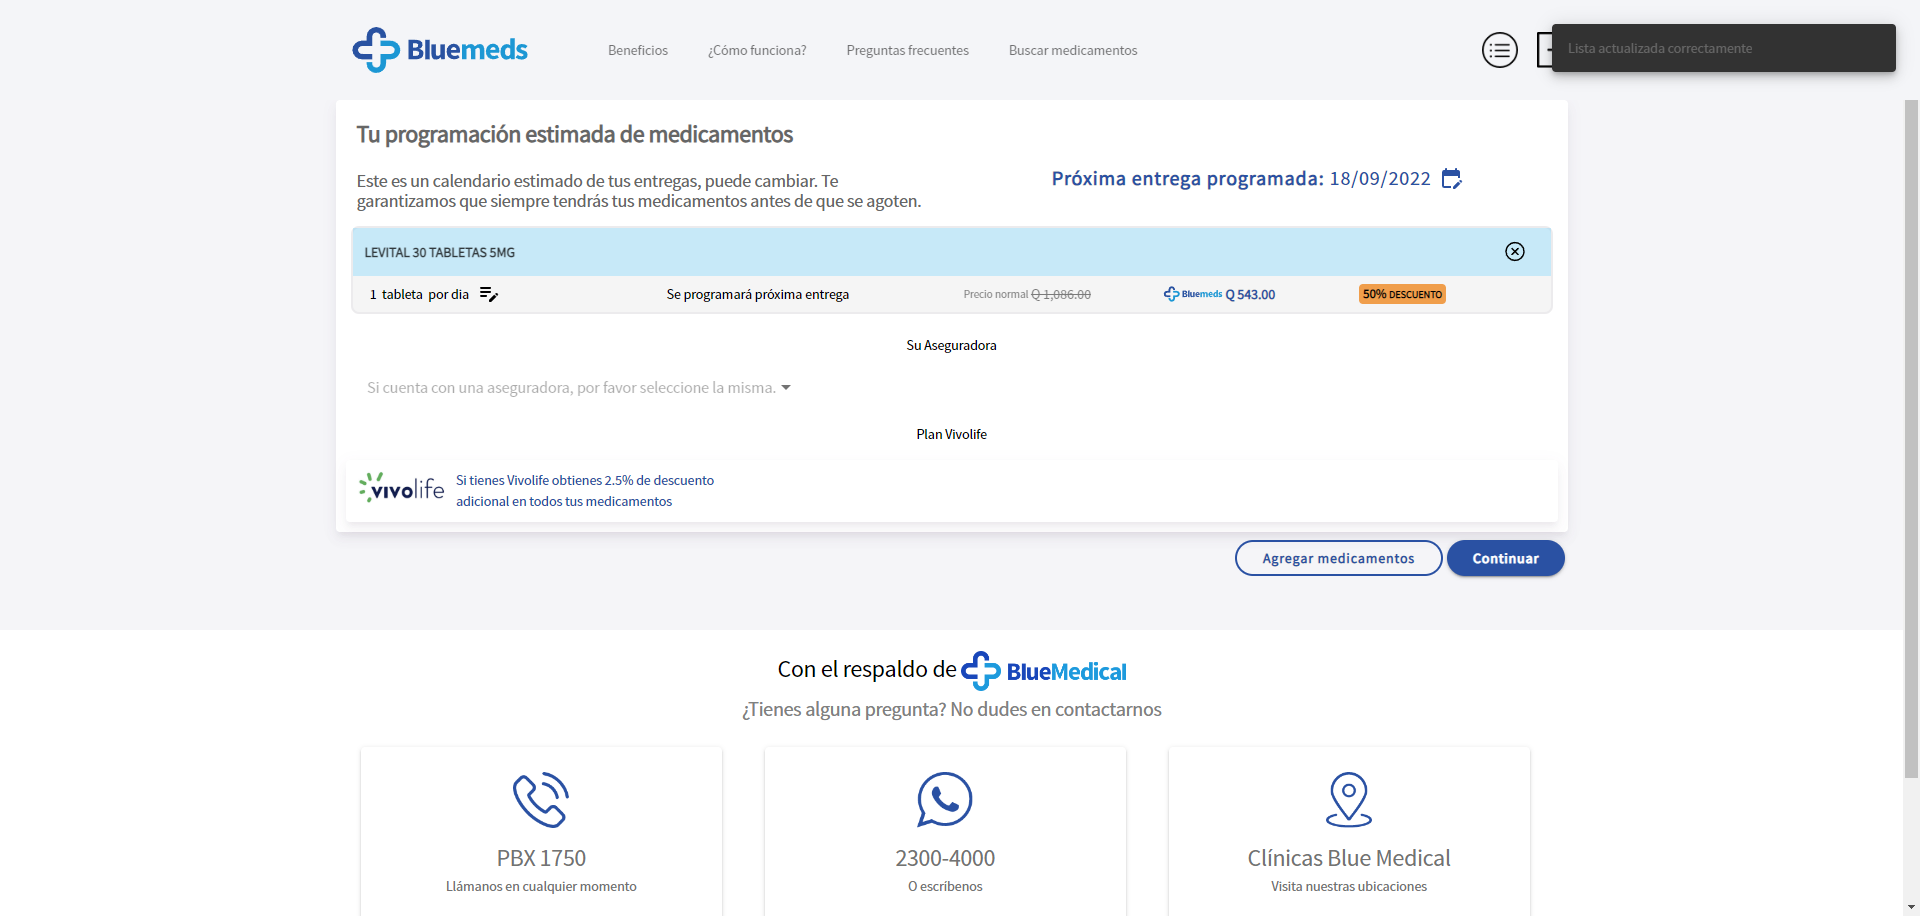 Bluemeds
Beneficios
¿Cómo funciona?
Preguntas frecuentes
Buscar medicamentos
Lista actualizada correctamente
Tu programación estimada de medicamentos
Este es un calendario estimado de tus entregas, puede cambiar. Te
garantizamos que siempre tendrás tus medicamentos antes de que se agoten.
Próxima entrega programada: 18/09/2022
LEVITAL 30 TABLETAS 5MG
1 tableta por dia
Se programará próxima entrega
Precio normal Q 1,086.00
Bluemeds Q 543.00
50% DESCUENTO
Su Aseguradora
Si cuenta con una aseguradora, por favor seleccione la misma.
Plan Vivolife
vivolife
Si tienes Vivolife obtienes 2.5% de descuento
adicional en todos tus medicamentos
Agregar medicamentos
Continuar
Con el respaldo de BlueMedical
¿Tienes alguna pregunta? No dudes en contactarnos
PBX 1750
Llámanos en cualquier momento
2300-4000
O escríbenos
Clínicas Blue Medical
Visita nuestras ubicaciones